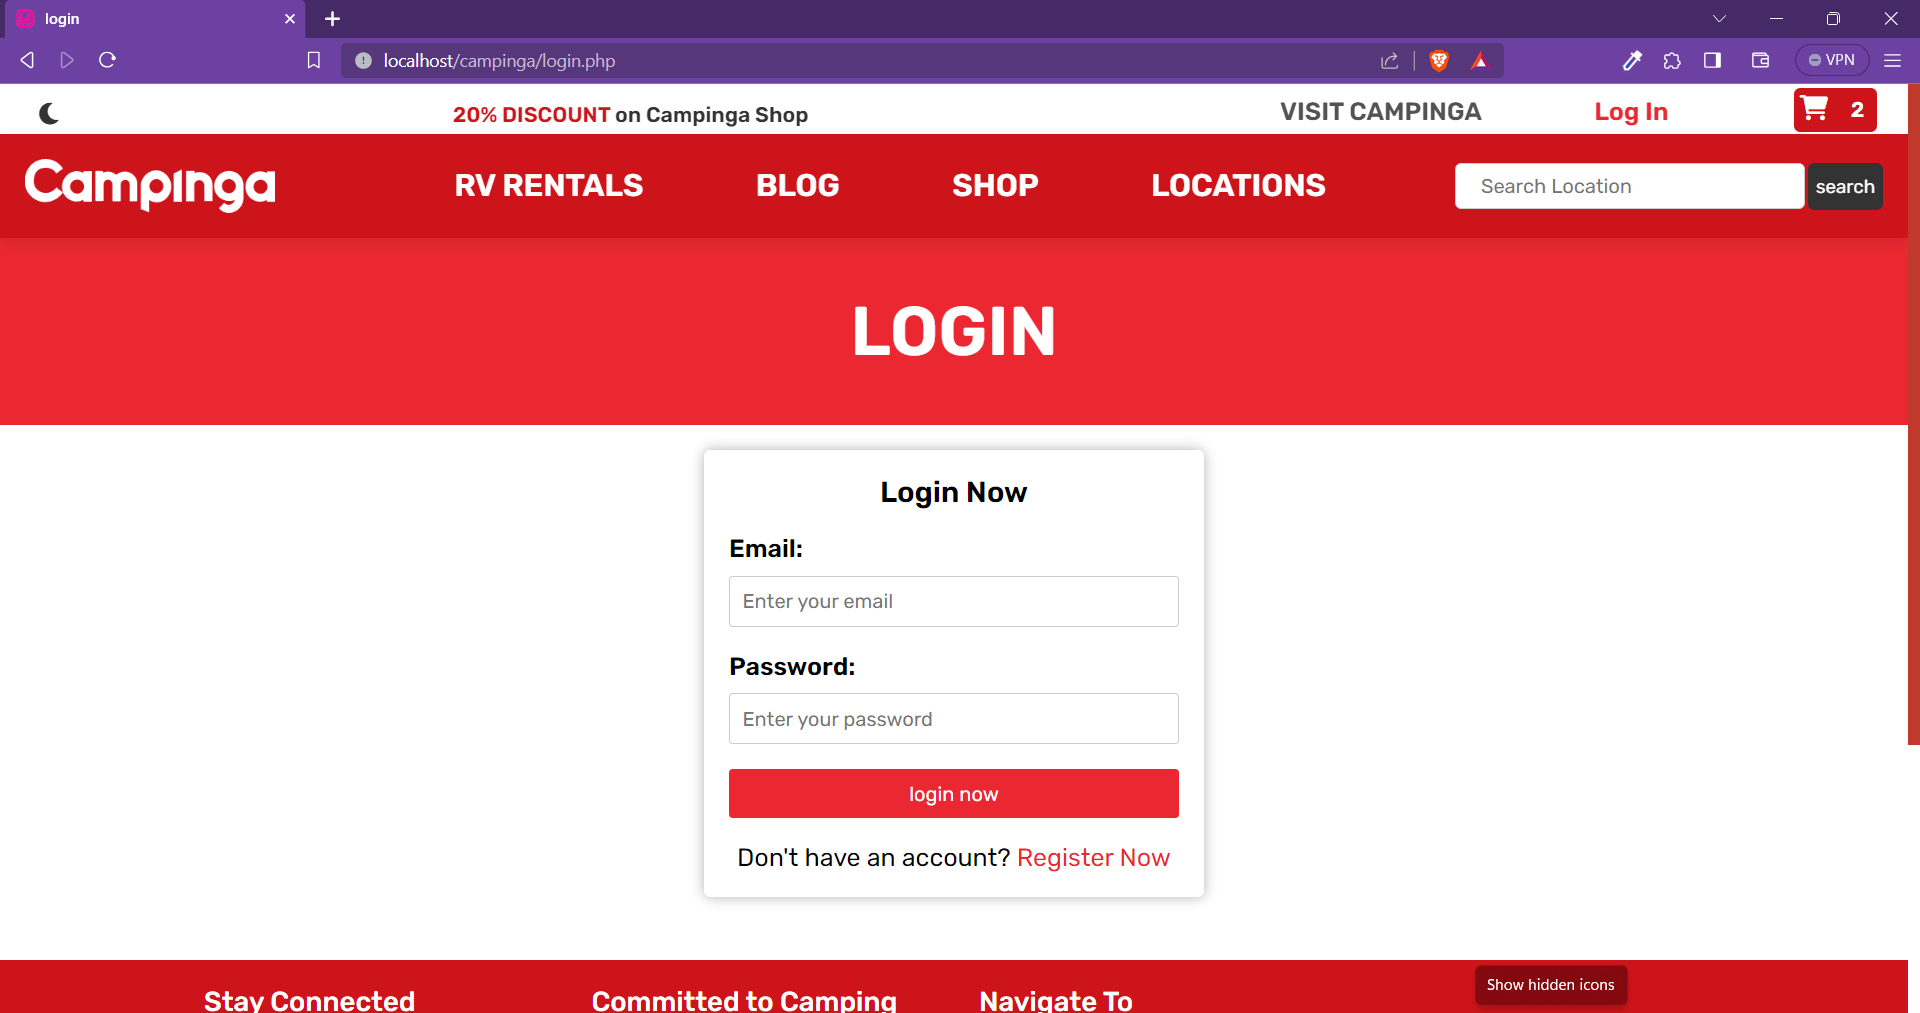 login
localhost/campinga/login.php
VPN
20% DISCOUNT on Campinga Shop
VISIT CAMPINGA
Log In
2
Campinga
RV RENTALS
BLOG
SHOP
LOCATIONS
Search Location
search
LOGIN
Login Now
Email:
Enter your email
Password:
Enter your password
login now
Don't have an account? Register Now
Stay Connected
Committed to Camping
Navigate To
Show hidden icons